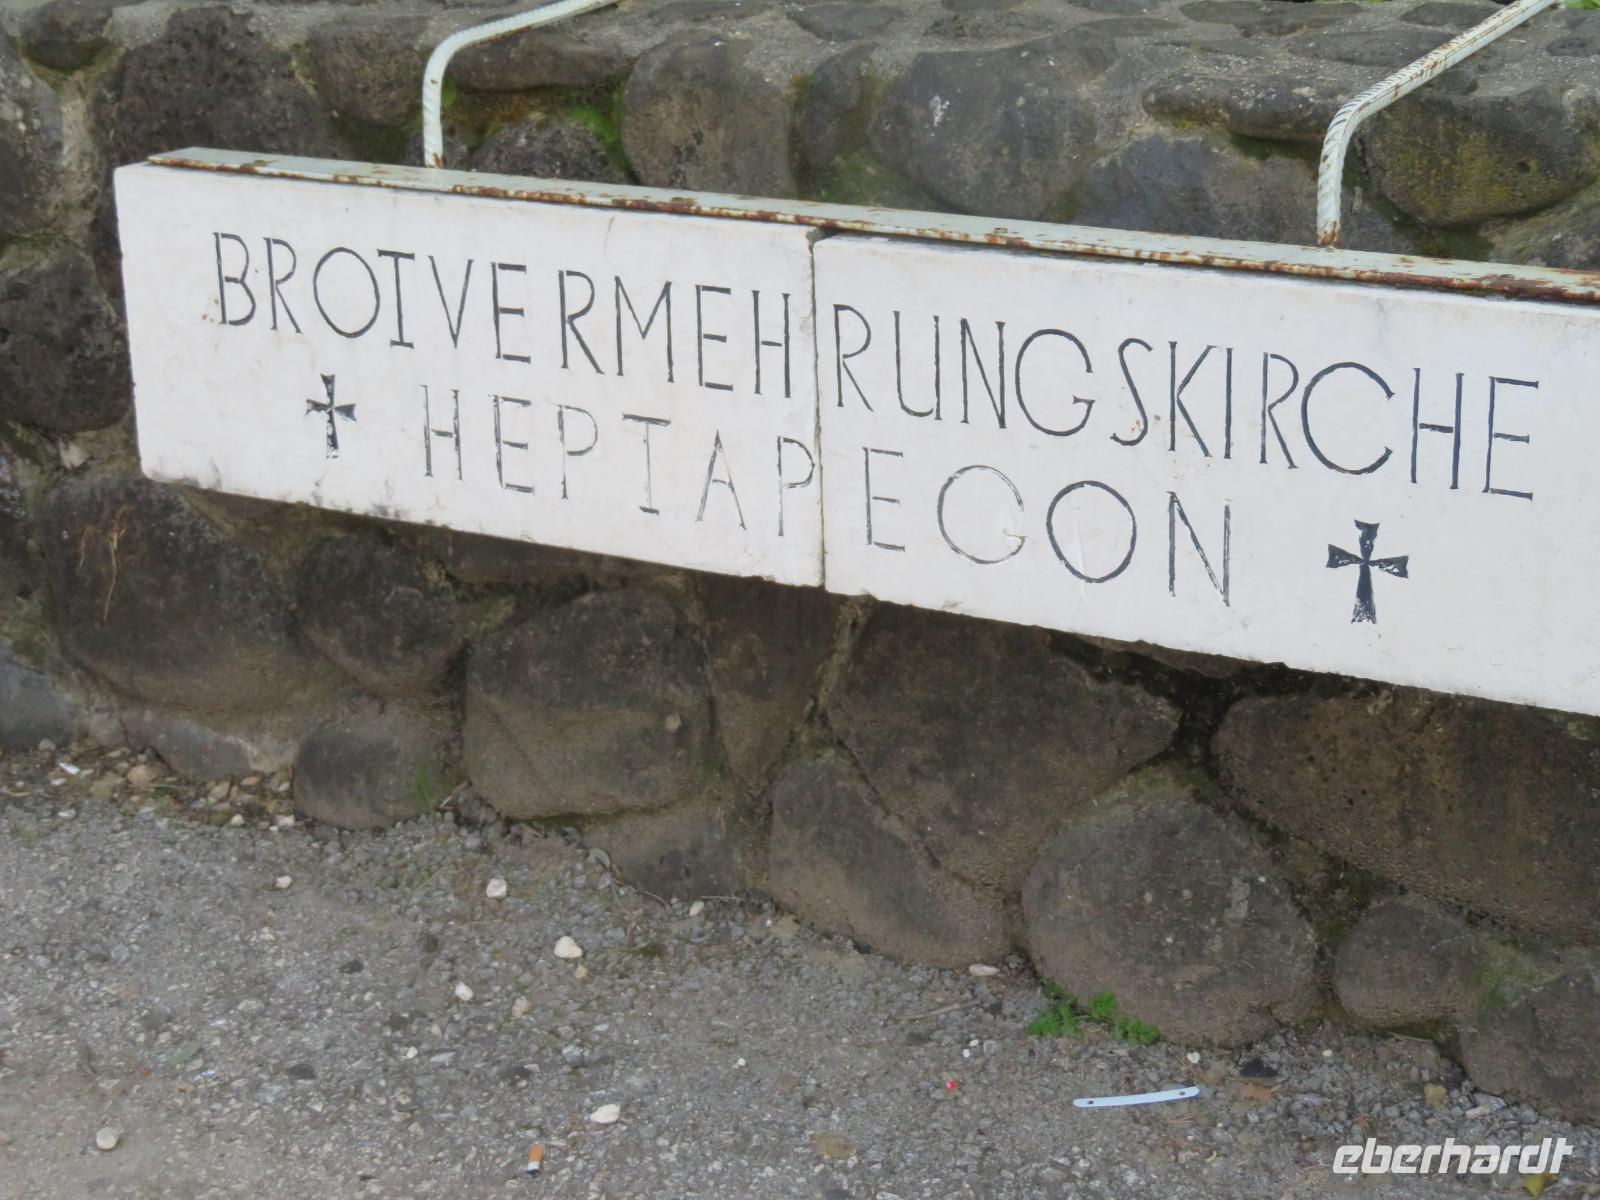 BROTVERMEHRUNGSKIRCHE
✝ HEPTAPEGON ✝
eberhardt